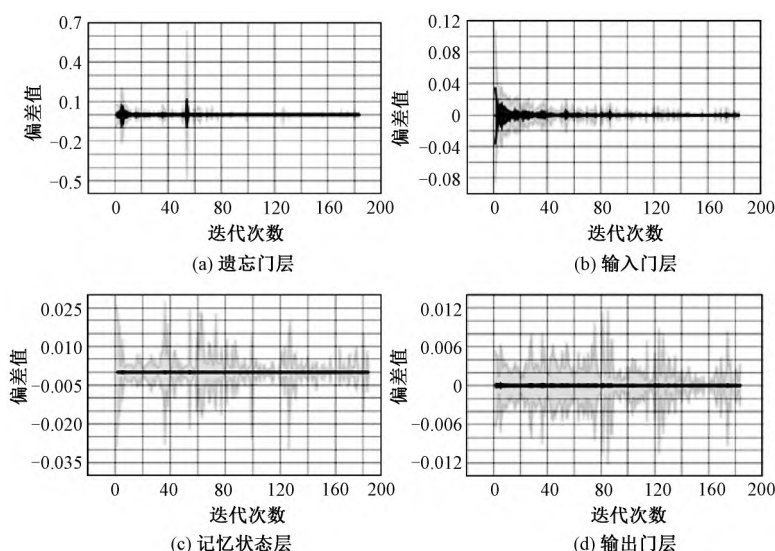 0.7
0.4
0.1
−0.2
−0.5
偏差值
0 40 80 120 160 200
迭代次数
(a) 遗忘门层
0.12
0.08
0.04
0
−0.04
−0.08
偏差值
0 40 80 120 160 200
迭代次数
(b) 输入门层
0.025
0.010
−0.005
−0.020
−0.035
偏差值
0 40 80 120 160 200
迭代次数
(c) 记忆状态层
0.012
0.006
0
−0.006
−0.012
偏差值
0 40 80 120 160 200
迭代次数
(d) 输出门层